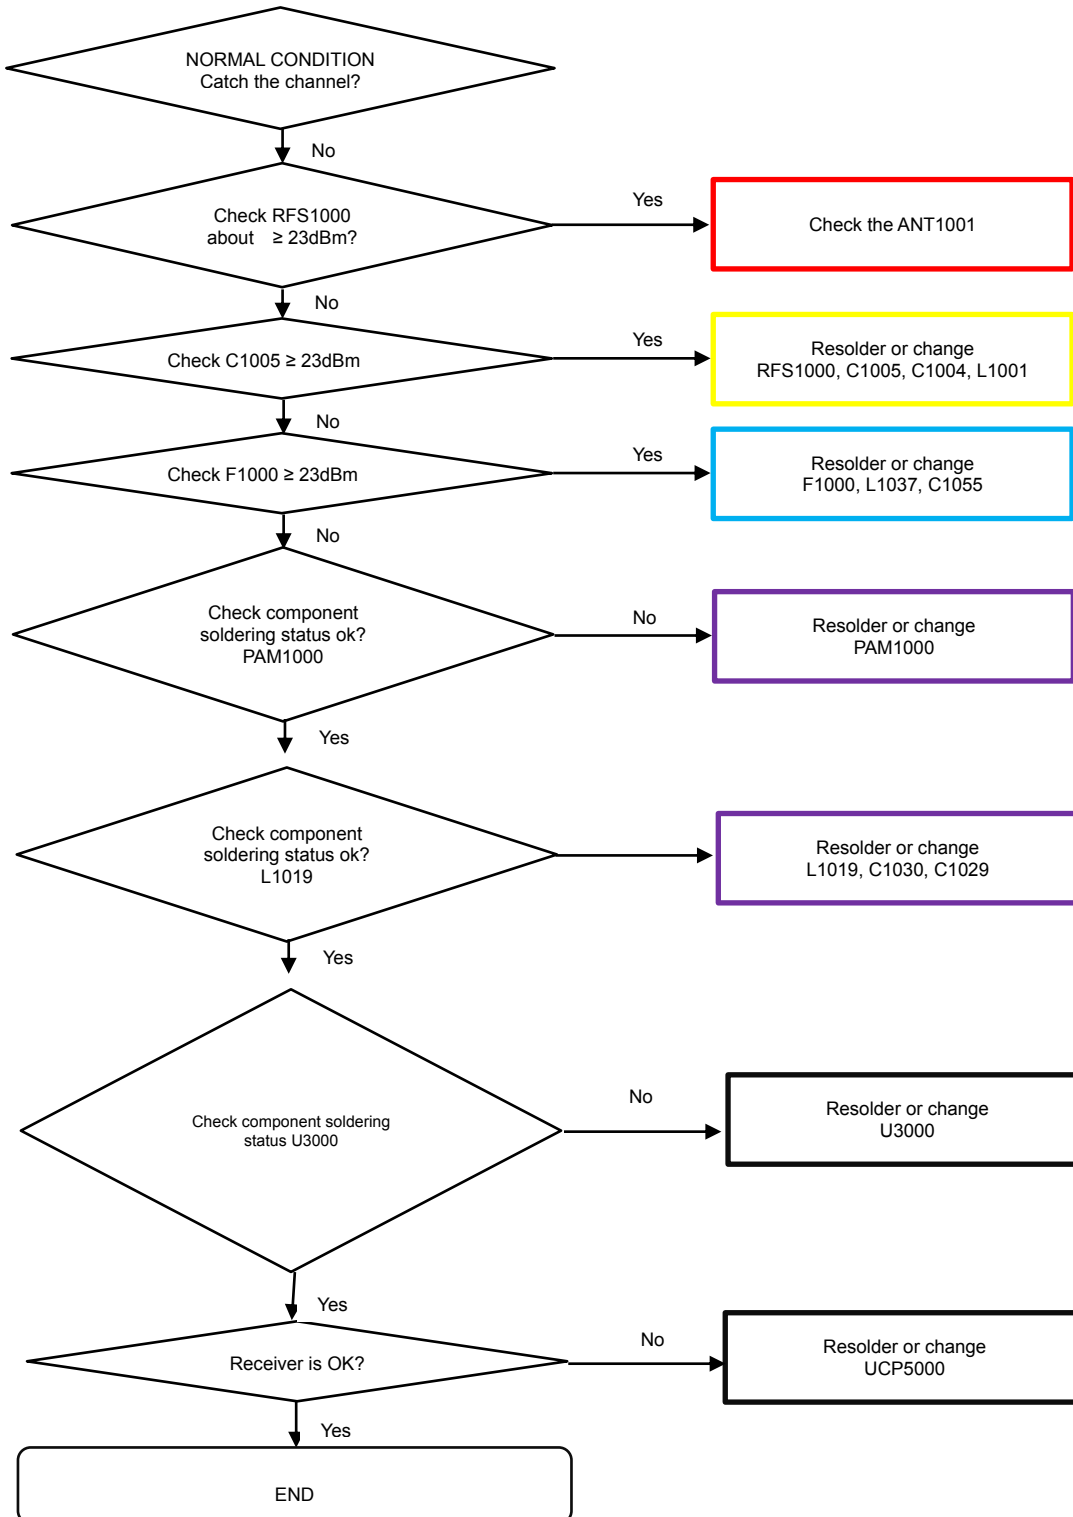 NORMAL CONDITION
Catch the channel?
No
Check RFS1000
about ≥ 23dBm?
Yes
Check the ANT1001
No
Check C1005 ≥ 23dBm
Yes
Resolder or change
RFS1000, C1005, C1004, L1001
No
Check F1000 ≥ 23dBm
Yes
Resolder or change
F1000, L1037, C1055
No
Check component
soldering status ok?
PAM1000
No
Resolder or change
PAM1000
Yes
Check component
soldering status ok?
L1019
Resolder or change
L1019, C1030, C1029
Yes
Check component soldering
status U3000
No
Resolder or change
U3000
Yes
Receiver is OK?
No
Resolder or change
UCP5000
Yes
END